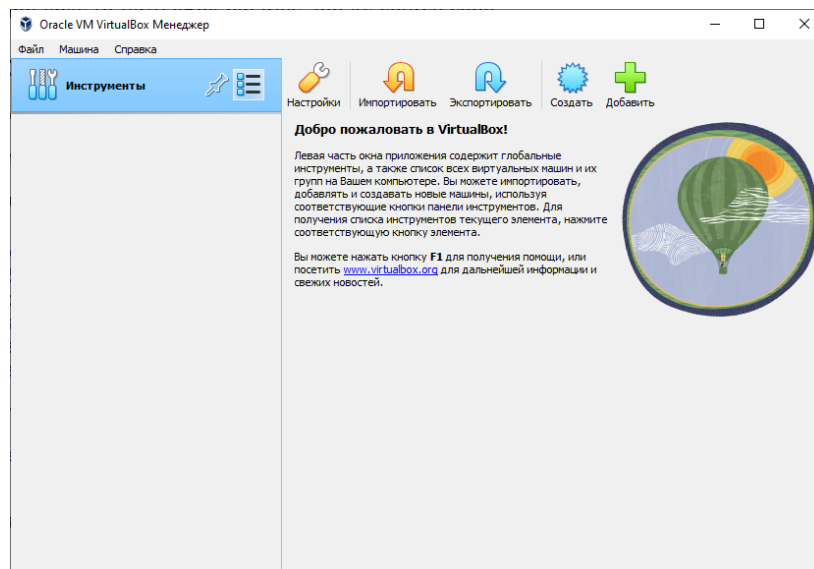 Oracle VM VirtualBox Менеджер
Файл Машина Справка
Инструменты
Настройки Импортировать Экспортировать Создать Добавить
Добро пожаловать в VirtualBox!
Левая часть окна приложения содержит глобальные
инструменты, а также список всех виртуальных машин и их
групп на Вашем компьютере. Вы можете импортировать,
добавлять и создавать новые машины, используя
соответствующие кнопки панели инструментов. Для
получения списка инструментов текущего элемента, нажмите
соответствующую кнопку элемента.
Вы можете нажать кнопку F1 для получения помощи, или
посетить www.virtualbox.org для дальнейшей информации и
свежих новостей.